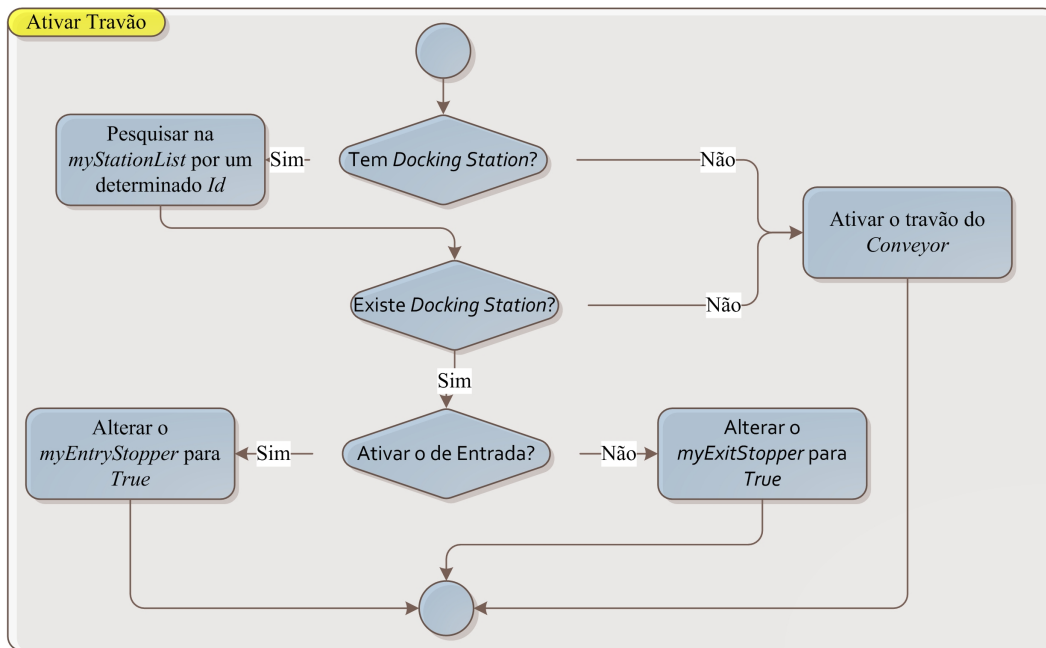 Ativar Travão
Pesquisar na
myStationList por um
determinado Id
Sim
Tem Docking Station?
Não
Ativar o travão do
Conveyor
Existe Docking Station?
Não
Sim
Alterar o
myEntryStopper para
True
Sim
Ativar o de Entrada?
Não
Alterar o
myExitStopper para
True